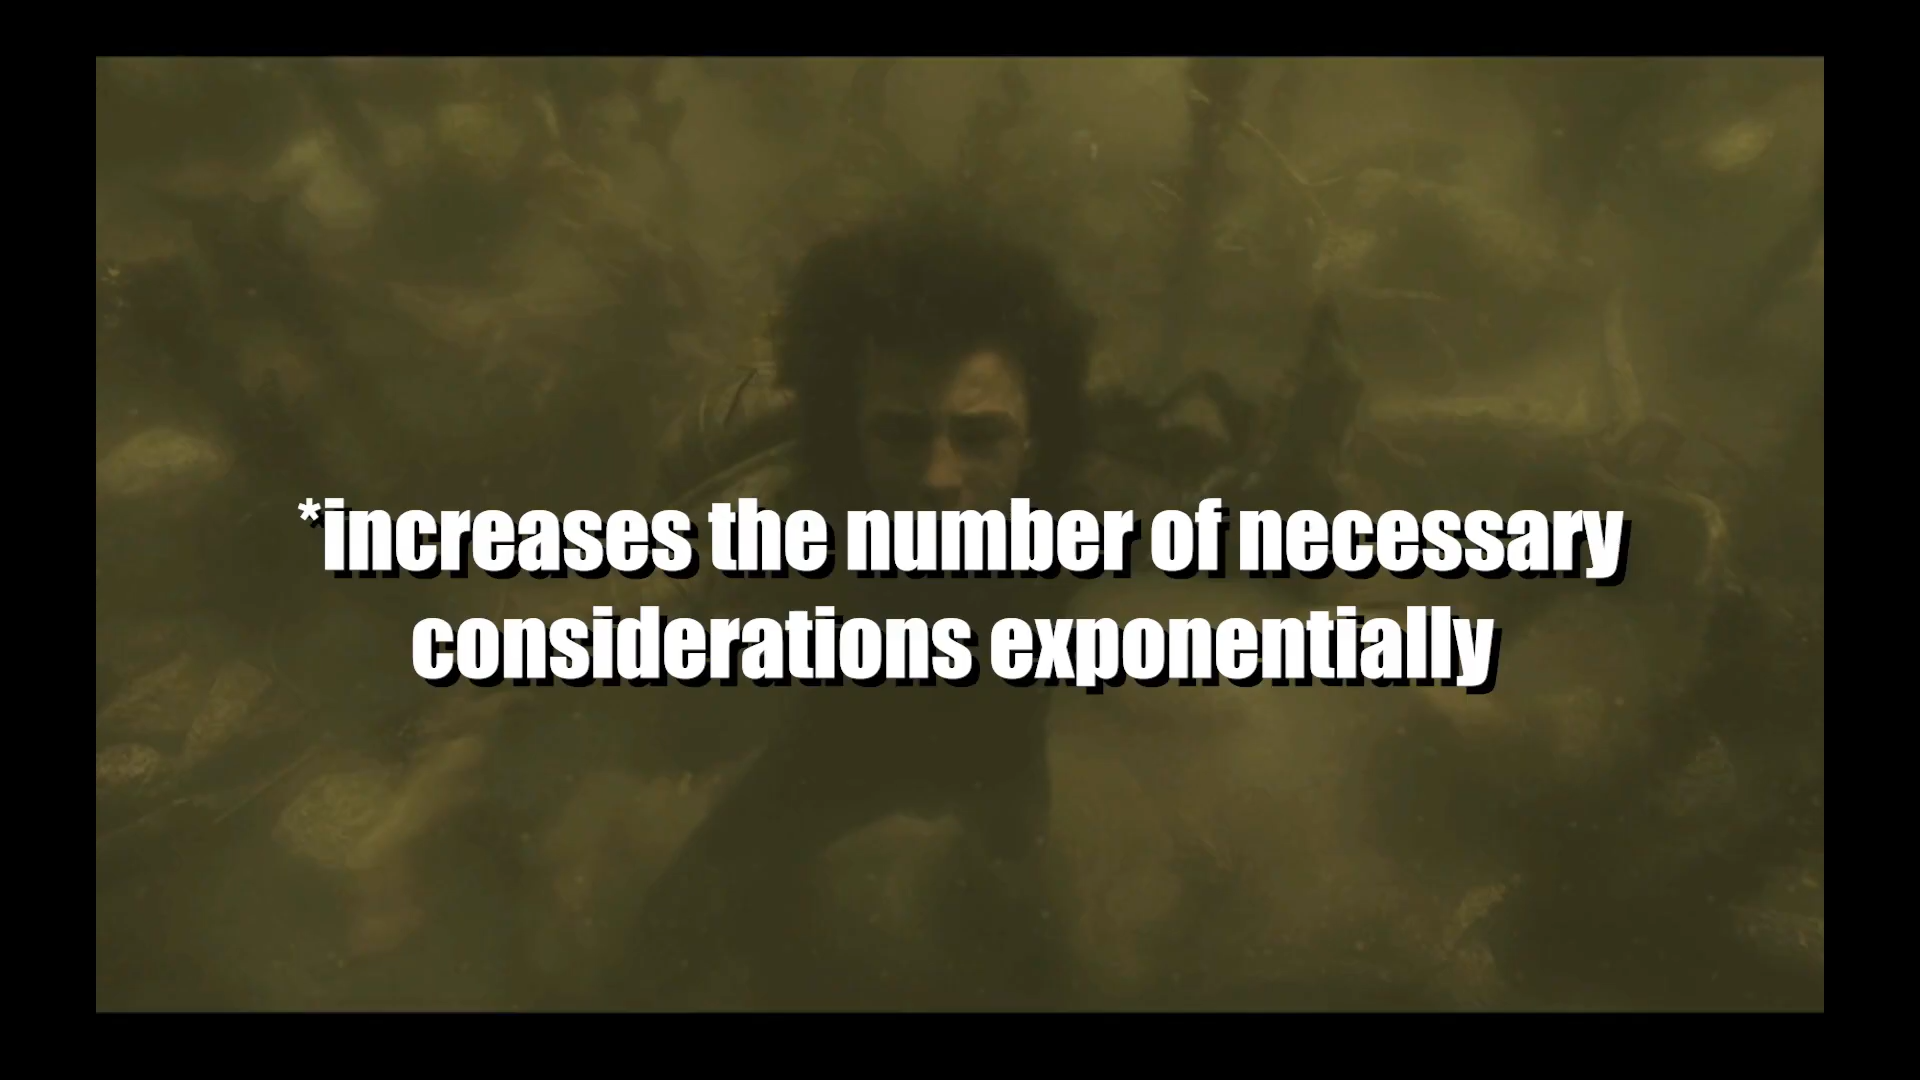 *increases the number of necessary
considerations exponentially